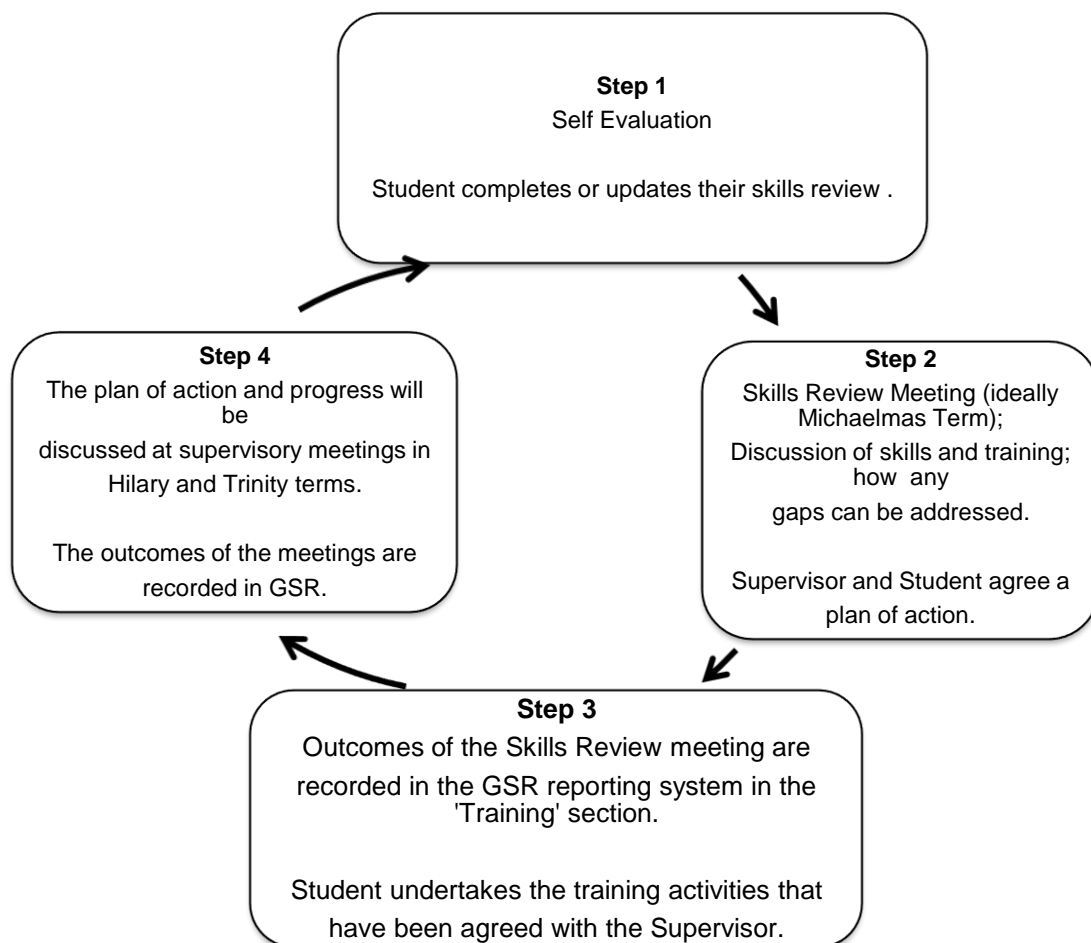 Step 1
Self Evaluation
Student completes or updates their skills review .
Step 2
Skills Review Meeting (ideally
Michaelmas Term);
Discussion of skills and training;
how any
gaps can be addressed.
Supervisor and Student agree a
plan of action.
Step 3
Outcomes of the Skills Review meeting are
recorded in the GSR reporting system in the
'Training' section.
Student undertakes the training activities that
have been agreed with the Supervisor.
Step 4
The plan of action and progress will
be
discussed at supervisory meetings in
Hilary and Trinity terms.
The outcomes of the meetings are
recorded in GSR.